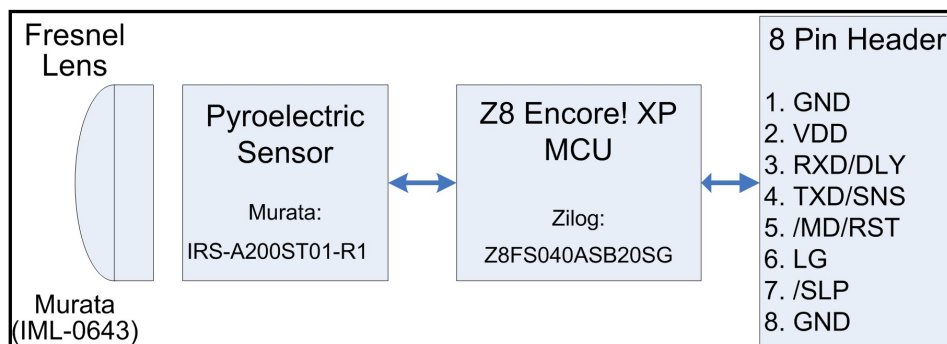 Fresnel
Lens
Murata
(IML-0643)
Pyroelectric
Sensor
Murata:
IRS-A200ST01-R1
Z8 Encore! XP
MCU
Zilog:
Z8FS040ASB20SG
8 Pin Header
1. GND
2. VDD
3. RXD/DLY
4. TXD/SNS
5. /MD/RST
6. LG
7. /SLP
8. GND